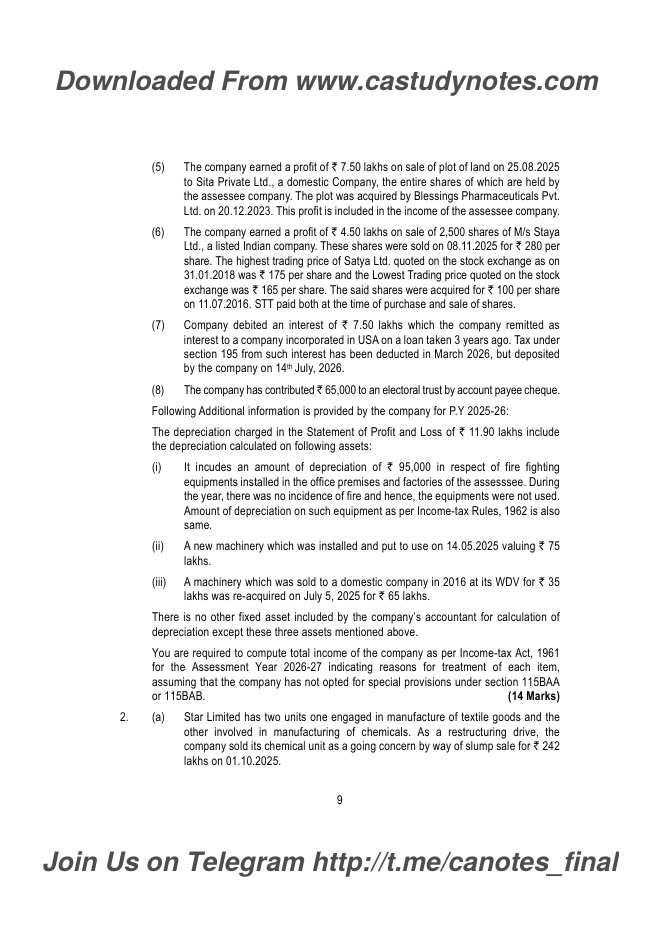 Downloaded From www.castudynotes.com
(5) The company earned a profit of ₹ 7.50 lakhs on sale of plot of land on 25.08.2025
to Sita Private Ltd., a domestic Company, the entire shares of which are held by
the assessee company. The plot was acquired by Blessings Pharmaceuticals Pvt.
Ltd. on 20.12.2023. This profit is included in the income of the assessee company.
(6) The company earned a profit of ₹ 4.50 lakhs on sale of 2,500 shares of M/s Staya
Ltd., a listed Indian company. These shares were sold on 08.11.2025 for ₹ 280 per
share. The highest trading price of Satya Ltd. quoted on the stock exchange as on
31.01.2018 was ₹ 175 per share and the Lowest Trading price quoted on the stock
exchange was ₹ 165 per share. The said shares were acquired for ₹ 100 per share
on 11.07.2016. STT paid both at the time of purchase and sale of shares.
(7) Company debited an interest of ₹ 7.50 lakhs which the company remitted as
interest to a company incorporated in USA on a loan taken 3 years ago. Tax under
section 195 from such interest has been deducted in March 2026, but deposited
by the company on 14th July, 2026.
(8) The company has contributed ₹ 65,000 to an electoral trust by account payee cheque.
Following Additional information is provided by the company for P.Y 2025-26:
The depreciation charged in the Statement of Profit and Loss of ₹ 11.90 lakhs include
the depreciation calculated on following assets:
(i) It incudes an amount of depreciation of ₹ 95,000 in respect of fire fighting
equipments installed in the office premises and factories of the assesssee. During
the year, there was no incidence of fire and hence, the equipments were not used.
Amount of depreciation on such equipment as per Income-tax Rules, 1962 is also
same.
(ii) A new machinery which was installed and put to use on 14.05.2025 valuing ₹ 75
lakhs.
(iii) A machinery which was sold to a domestic company in 2016 at its WDV for ₹ 35
lakhs was re-acquired on July 5, 2025 for ₹ 65 lakhs.
There is no other fixed asset included by the company's accountant for calculation of
depreciation except these three assets mentioned above.
You are required to compute total income of the company as per Income-tax Act, 1961
for the Assessment Year 2026-27 indicating reasons for treatment of each item,
assuming that the company has not opted for special provisions under section 115BAA
or 115BAB. (14 Marks)
2. (a) Star Limited has two units one engaged in manufacture of textile goods and the
other involved in manufacturing of chemicals. As a restructuring drive, the
company sold its chemical unit as a going concern by way of slump sale for ₹ 242
lakhs on 01.10.2025.
9
Join Us on Telegram http://t.me/canotes_final